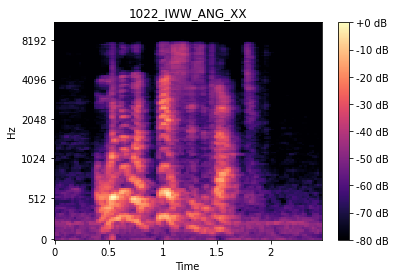 1022_IWW_ANG_XX
+0 dB
8192
-10 dB
4096
-20 dB
-30 dB
2048
Hz
-40 dB
1024
-50 dB
512
-60 dB
-70 dB
0
-80 dB
0
0.5
1
1.5
2
Time